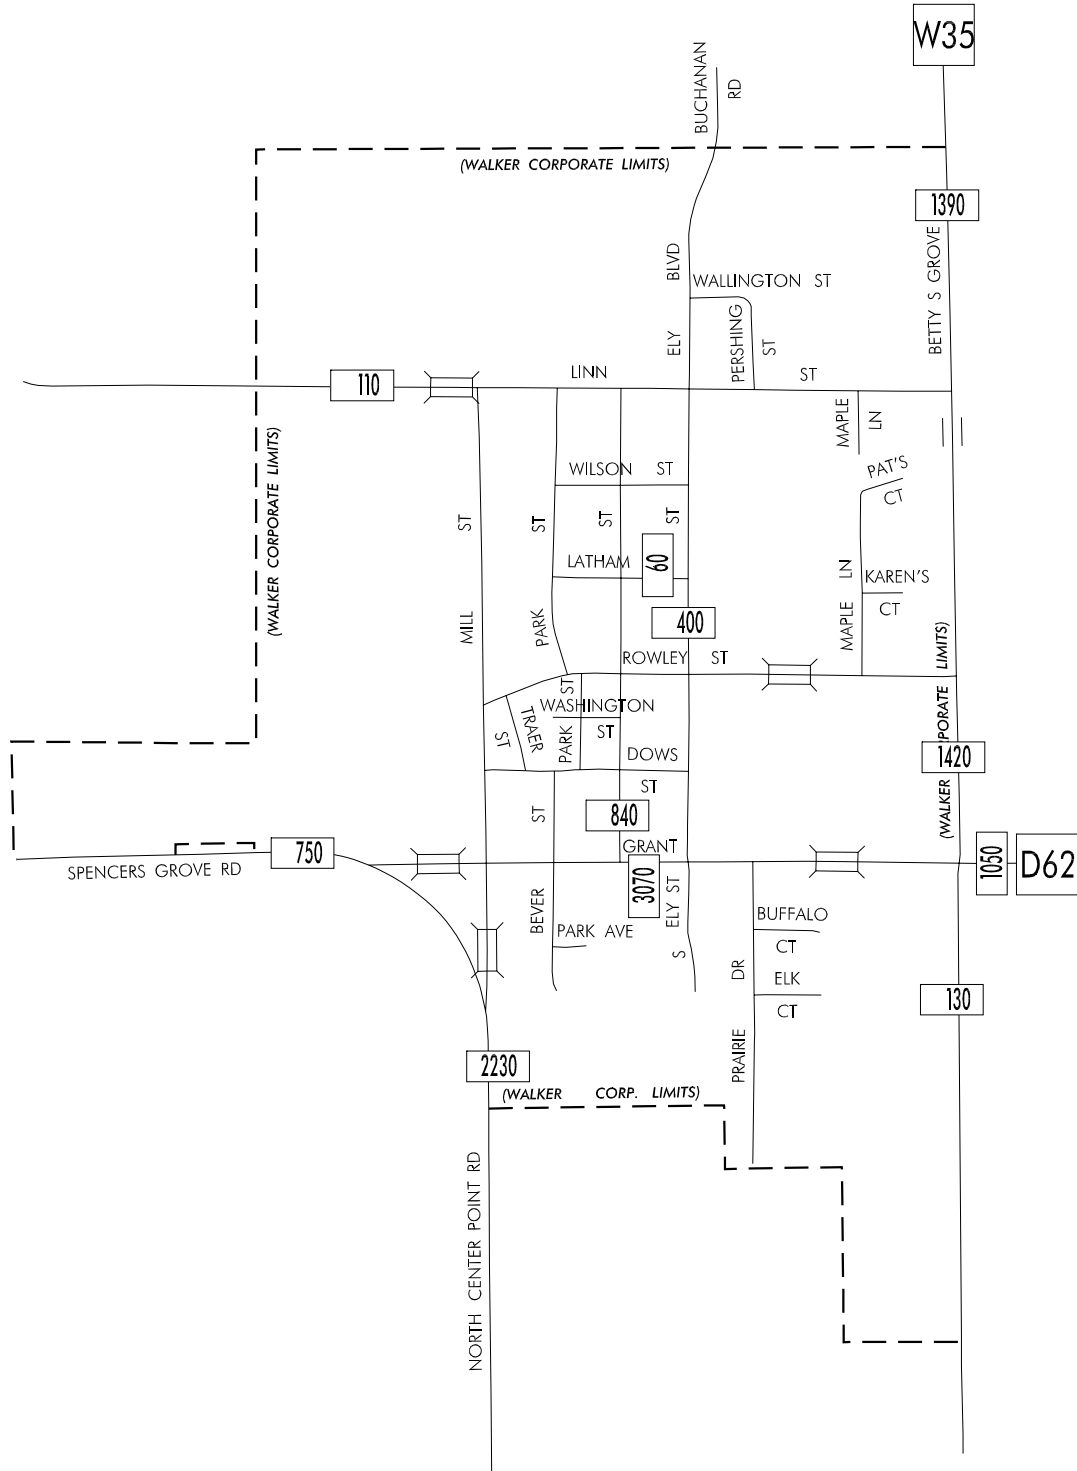 W35
BUCHANAN
RD
(WALKER CORPORATE LIMITS)
1390
BETTY S GROVE
BLVD
ELY
WALLINGTON ST
PERSHING
ST
LINN
ST
110
MAPLE
LN
PAT'S
CT
(WALKER CORPORATE LIMITS)
WILSON ST
ST
ST
ST
ST
LATHAM
60
MILL
PARK
400
MAPLE LN
KAREN'S
CT
ROWLEY ST
(WALKER PORATE LIMITS)
ST
WASHINGTON
ST
TRAER
ST
PARK
DOWS
ST
1420
ST
840
GRANT
750
SPENCERS GROVE RD
3070
1050
D62
BEVER
PARK AVE
S ELY ST
BUFFALO
CT
ELK
CT
PRAIRIE DR
130
2230
(WALKER CORP. LIMITS)
NORTH CENTER POINT RD